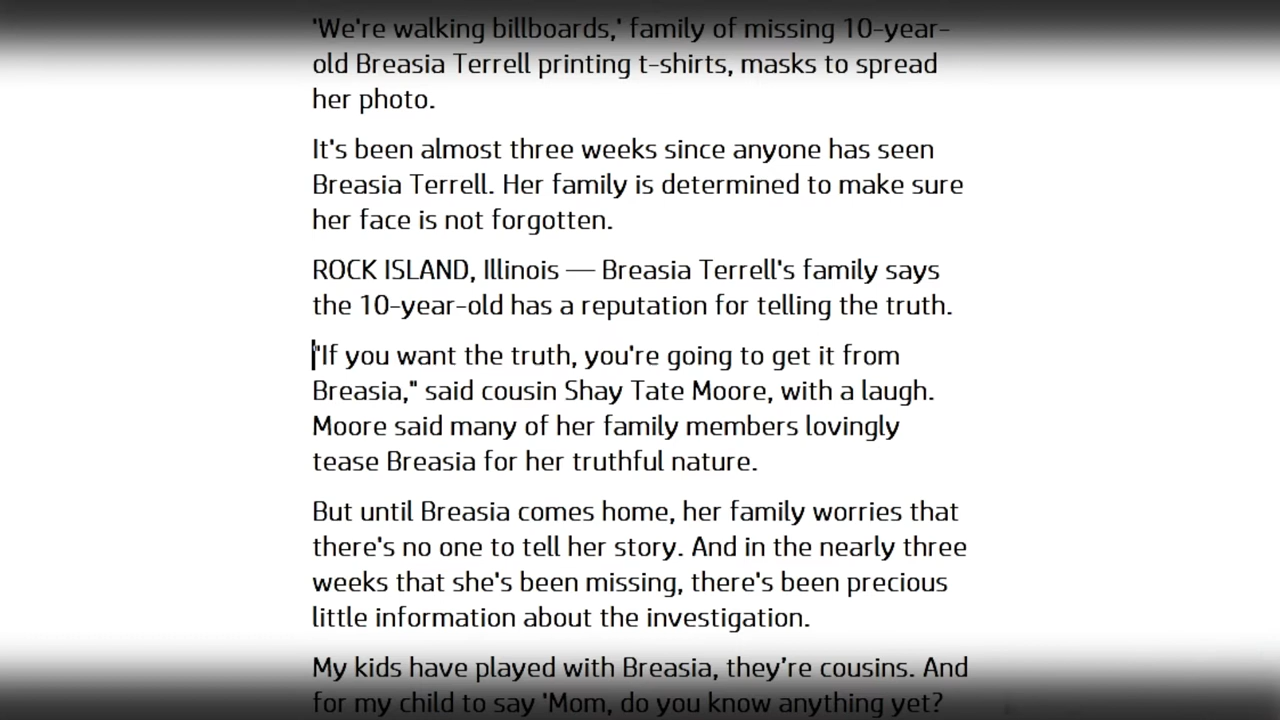 'We're walking billboards,' family of missing 10-year-
old Breasia Terrell printing t-shirts, masks to spread
her photo.
It's been almost three weeks since anyone has seen
Breasia Terrell. Her family is determined to make sure
her face is not forgotten.
ROCK ISLAND, Illinois — Breasia Terrell's family says
the 10-year-old has a reputation for telling the truth.
"If you want the truth, you're going to get it from
Breasia," said cousin Shay Tate Moore, with a laugh.
Moore said many of her family members lovingly
tease Breasia for her truthful nature.
But until Breasia comes home, her family worries that
there's no one to tell her story. And in the nearly three
weeks that she's been missing, there's been precious
little information about the investigation.
My kids have played with Breasia, they’re cousins. And
for my child to say 'Mom, do you know anything yet?